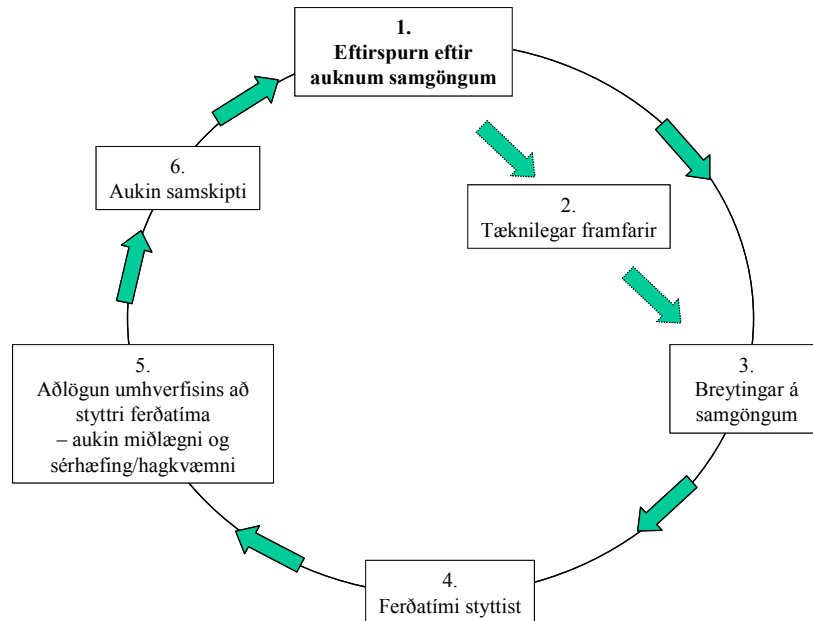 1.
Eftirspurn eftir
auknum samgöngum
2.
Tæknilegar framfarir
3.
Breytingar á
samgöngum
4.
Ferðatími styttist
5.
Aðlögun umhverfisins að
styttri ferðatíma
– aukin miðlægni og
sérhæfing/hagkvæmni
6.
Aukin samskipti